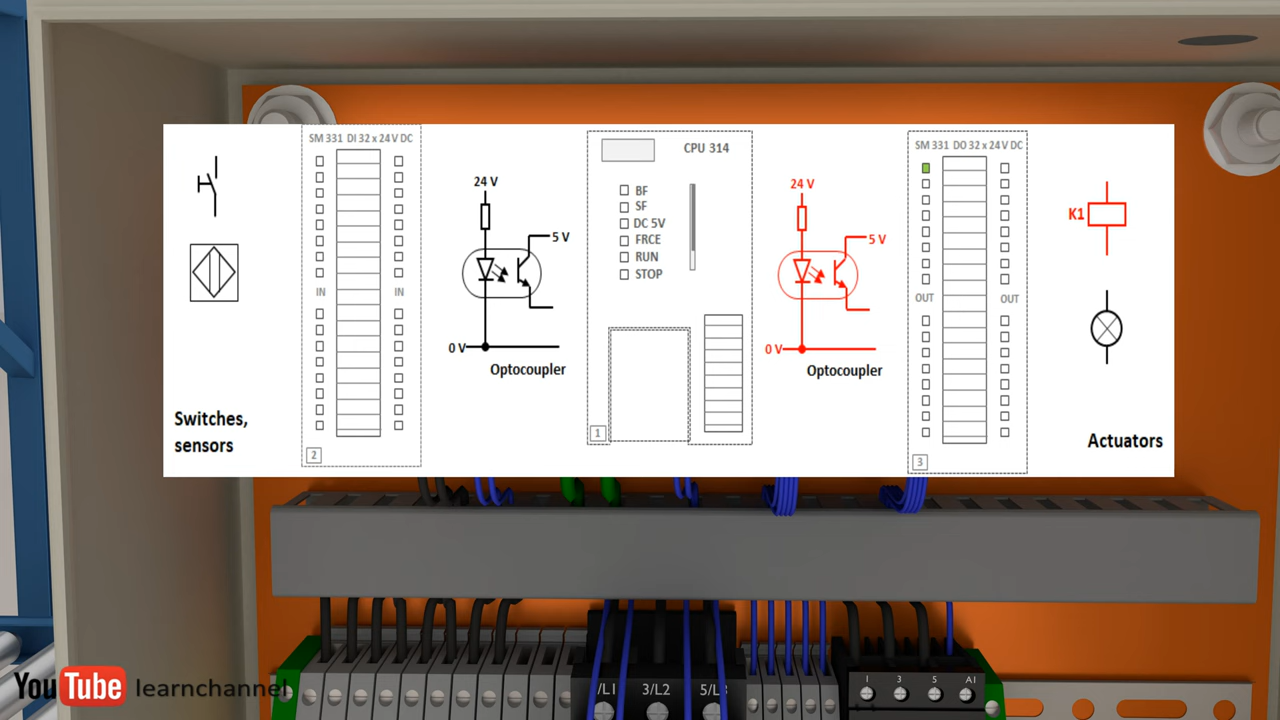 SM 331 DI 32 x 24 V DC
IN
IN
2
Switches,
sensors
24 V
5 V
0 V
Optocoupler
CPU 314
BF
SF
DC 5V
FRCE
RUN
STOP
1
24 V
5 V
0 V
Optocoupler
SM 331 DO 32 x 24 V DC
OUT
OUT
3
K1
Actuators
/L1 3/L2 5/L
1 3 5 A1
YouTube learnchannel